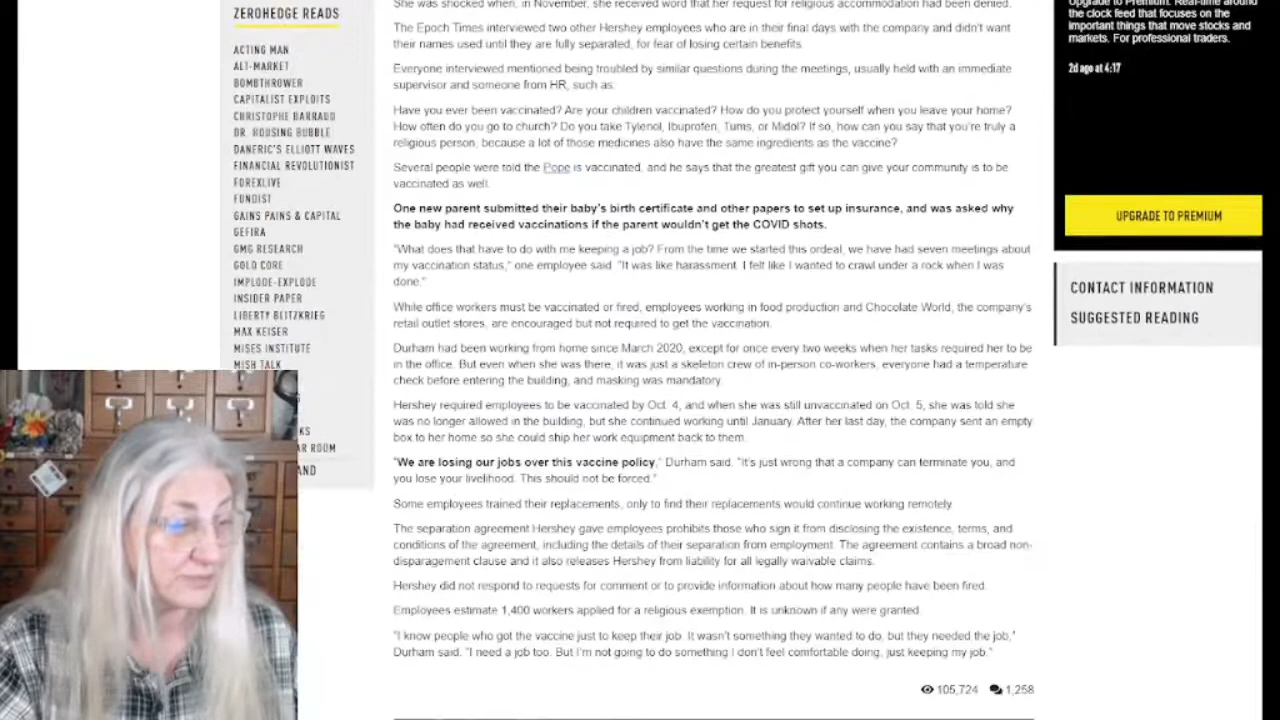 ZEROHEDGE READS
ACTING MAN
ALT-MARKET
BOMBTHROWER
CAPITALIST EXPLOITS
CHRISTOPHE BARRAUD
DR. HOUSING BUBBLE
DANERIC'S ELLIOTT WAVES
FINANCIAL REVOLUTIONIST
FOREXLIVE
FUNDIST
GAINS PAINS & CAPITAL
GEFIRA
GMG RESEARCH
GOLD CORE
IMPLODE-EXPLODE
INSIDER PAPER
LIBERTY BLITZKRIEG
MAX KEISER
MISES INSTITUTE
MISH TALK
AR ROOM
AND
She was shocked when, in November, she received word that her request for religious accommodation had been denied.
The Epoch Times interviewed two other Hershey employees who are in their final days with the company and didn't want
their names used until they are fully separated, for fear of losing certain benefits.
Everyone interviewed mentioned being troubled by similar questions during the meetings, usually held with an immediate
supervisor and someone from HR, such as:
Have you ever been vaccinated? Are your children vaccinated? How do you protect yourself when you leave your home?
How often do you go to church? Do you take Tylenol, Ibuprofen, Tums, or Midol? If so, how can you say that you're truly a
religious person, because a lot of those medicines also have the same ingredients as the vaccine?
Several people were told the Pope is vaccinated, and he says that the greatest gift you can give your community is to be
vaccinated as well.
One new parent submitted their baby's birth certificate and other papers to set up insurance, and was asked why
the baby had received vaccinations if the parent wouldn't get the COVID shots.
"What does that have to do with me keeping a job? From the time we started this ordeal, we have had seven meetings about
my vaccination status," one employee said. "It was like harassment. I felt like I wanted to crawl under a rock when I was
done."
While office workers must be vaccinated or fired, employees working in food production and Chocolate World, the company's
retail outlet stores, are encouraged but not required to get the vaccination.
Durham had been working from home since March 2020, except for once every two weeks when her tasks required her to be
in the office. But even when she was there, it was just a skeleton crew of in-person co-workers, everyone had a temperature
check before entering the building, and masking was mandatory.
Hershey required employees to be vaccinated by Oct. 4, and when she was still unvaccinated on Oct. 5, she was told she
was no longer allowed in the building, but she continued working until January. After her last day, the company sent an empty
box to her home so she could ship her work equipment back to them.
"We are losing our jobs over this vaccine policy," Durham said. "It's just wrong that a company can terminate you, and
you lose your livelihood. This should not be forced."
Some employees trained their replacements, only to find their replacements would continue working remotely.
The separation agreement Hershey gave employees prohibits those who sign it from disclosing the existence, terms, and
conditions of the agreement, including the details of their separation from employment. The agreement contains a broad non-
disparagement clause and it also releases Hershey from liability for all legally waivable claims.
Hershey did not respond to requests for comment or to provide information about how many people have been fired.
Employees estimate 1,400 workers applied for a religious exemption. It is unknown if any were granted.
"I know people who got the vaccine just to keep their job. It wasn't something they wanted to do, but they needed the job,"
Durham said. "I need a job too. But I'm not going to do something I don't feel comfortable doing, just keeping my job."
105,724 1,258
Upgrade to Premium. Real-time around
the clock feed that focuses on the
important things that move stocks and
markets. For professional traders.
2d ago at 4:17
UPGRADE TO PREMIUM
CONTACT INFORMATION
SUGGESTED READING